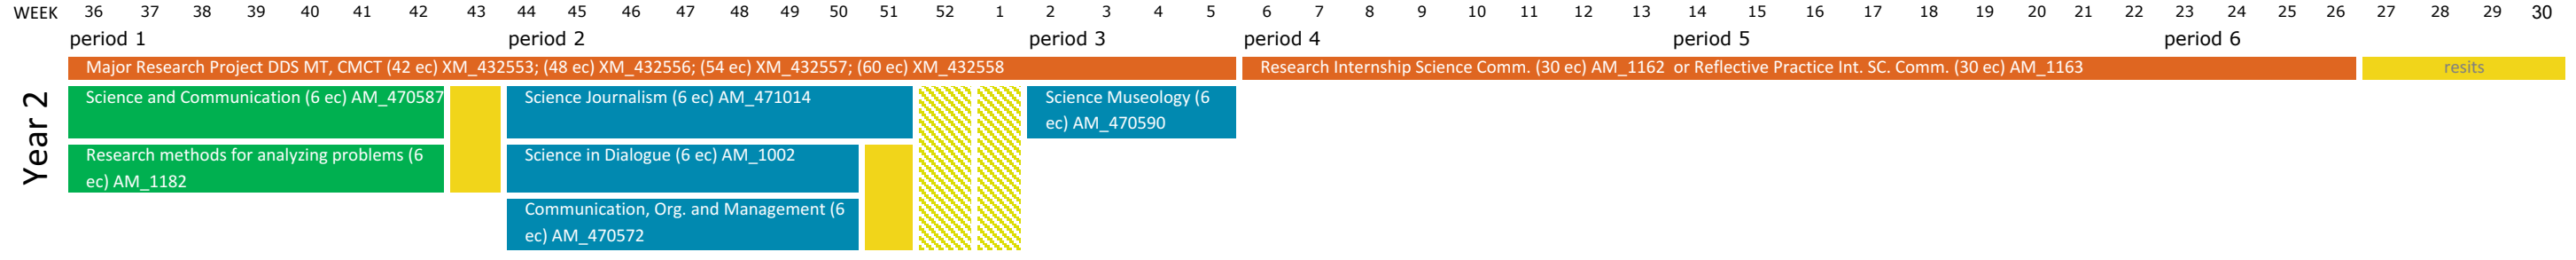 WEEK 36 37 38 39 40 41 42 43 44 45 46 47 48 49 50 51 52 1 2 3 4 5 6 7 8 9 10 11 12 13 14 15 16 17 18 19 20 21 22 23 24 25 26 27 28 29 30
period 1 period 2 period 3 period 4 period 5 period 6
Major Research Project DDS MT, CMCT (42 ec) XM_432553; (48 ec) XM_432556; (54 ec) XM_432557; (60 ec) XM_432558
Research Internship Science Comm. (30 ec) AM_1162 or Reflective Practice Int. SC. Comm. (30 ec) AM_1163
resits
Year 2
Science and Communication (6 ec) AM_470587
Science Journalism (6 ec) AM_471014
Science Museology (6
ec) AM_470590
Research methods for analyzing problems (6
ec) AM_1182
Science in Dialogue (6 ec) AM_1002
Communication, Org. and Management (6
ec) AM_470572